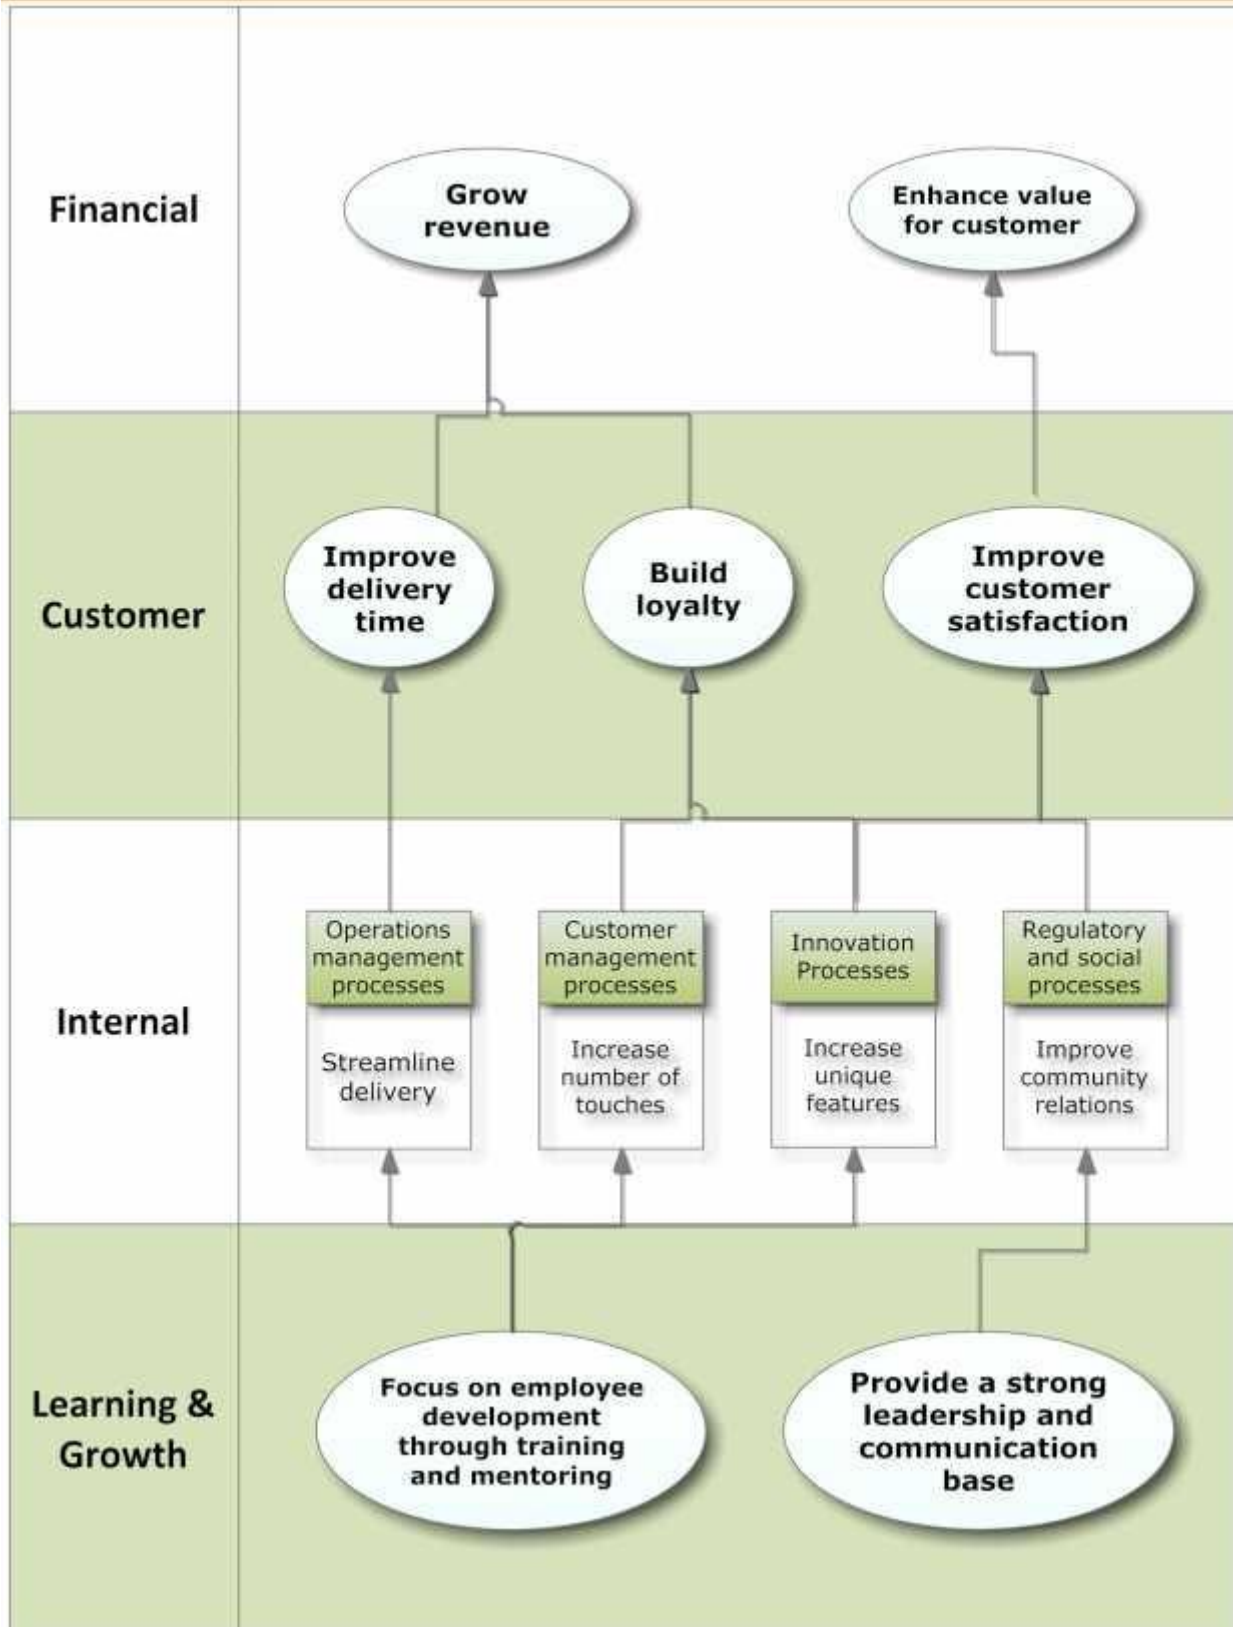 Financial
Grow
revenue
Enhance value
for customer
Customer
Improve
delivery
time
Build
loyalty
Improve
customer
satisfaction
Internal
Operations
management
processes
Streamline
delivery
Customer
management
processes
Increase
number of
touches
Innovation
Processes
Increase
unique
features
Regulatory
and social
processes
Improve
community
relations
Learning &
Growth
Focus on employee
development
through training
and mentoring
Provide a strong
leadership and
communication
base